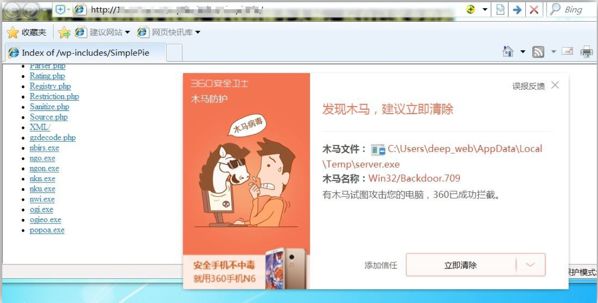 http://
Bing
收藏夹
建议网站
网页快讯库
Index of /wp-includes/SimplePie
Parser.php
Rating.php
Registry.php
Restriction.php
Sanitize.php
Source.php
XML/
gzdecode.php
nbirs.exe
ngo.exe
ngon.exe
nkn.exe
nku.exe
nwi.exe
ogi.exe
ogieo.exe
popoa.exe
360安全卫士
木马防护
木马病毒
安全手机不中毒
就用360手机N6
误报反馈
发现木马，建议立即清除
木马文件：C:\Users\deep_web\AppData\Local
\Temp\server.exe
木马名称：Win32/Backdoor.709
有木马试图攻击您的电脑，360已成功拦截。
添加信任
立即清除
护模式: